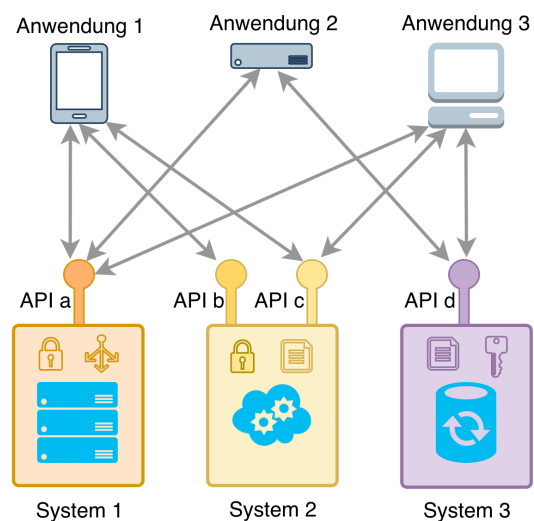 Anwendung 1
Anwendung 2
Anwendung 3
API a
API b
API c
API d
System 1
System 2
System 3